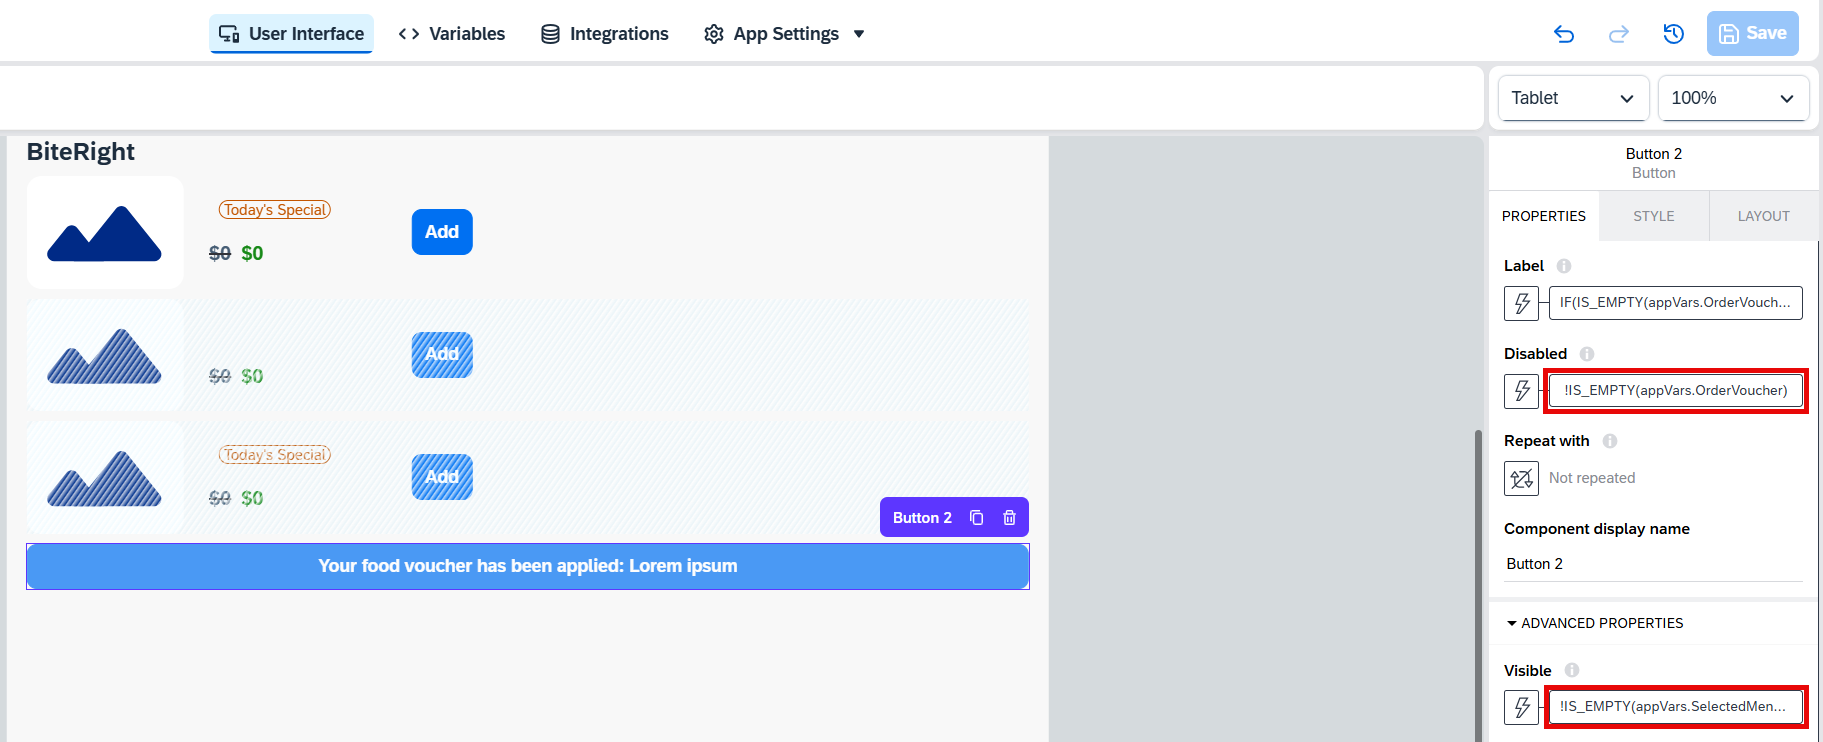 User Interface
Variables
Integrations
App Settings
Save
Tablet
100%
BiteRight
Today's Special
$0 $0
Add
$0 $0
Add
Today's Special
$0 $0
Add
Button 2
Your food voucher has been applied: Lorem ipsum
Button 2
Button
PROPERTIES
STYLE
LAYOUT
Label
IF(IS_EMPTY(appVars.OrderVouch...
Disabled
!IS_EMPTY(appVars.OrderVoucher)
Repeat with
Not repeated
Component display name
Button 2
ADVANCED PROPERTIES
Visible
!IS_EMPTY(appVars.SelectedMen...